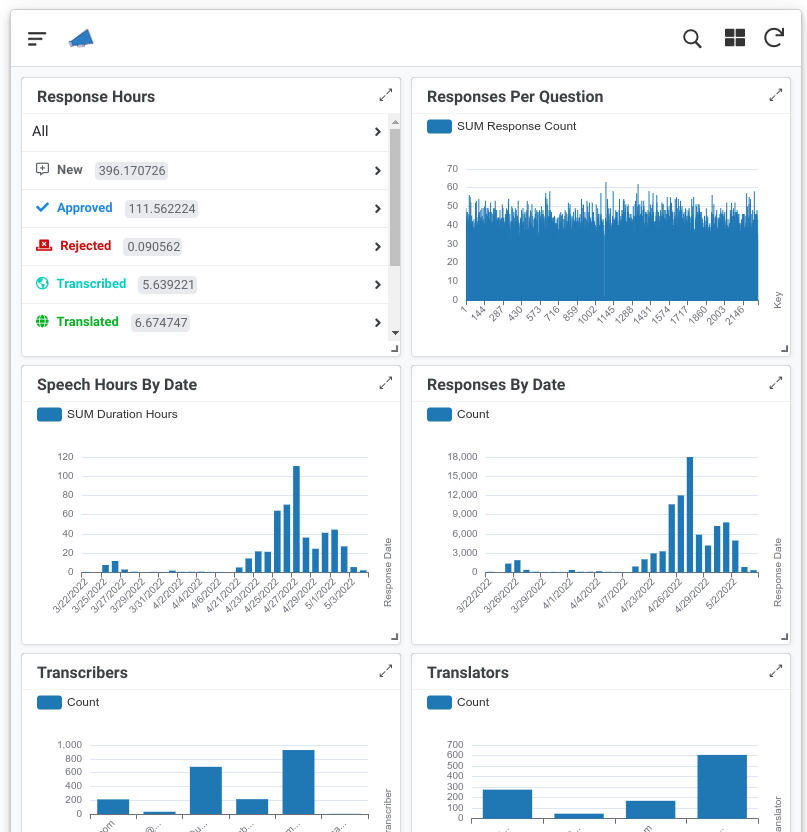 Response Hours
All
New 396.170726
Approved 111.562224
Rejected 0.090562
Transcribed 5.639221
Translated 6.674747
Responses Per Question
SUM Response Count
70
60
50
40
30
20
10
0
1 144 287 430 573 716 859 1002 1145 1288 1431 1574 1717 1860 2003 2146
Key
Speech Hours By Date
SUM Duration Hours
120
100
80
60
40
20
0
3/22/2022 3/25/2022 3/27/2022 3/29/2022 3/31/2022 4/2/2022 4/4/2022 4/6/2022 4/21/2022 4/23/2022 4/25/2022 4/27/2022 4/29/2022 5/1/2022 5/3/2022
Response Date
Responses By Date
Count
18,000
15,000
12,000
9,000
6,000
3,000
0
3/22/2022 3/26/2022 3/29/2022 4/1/2022 4/4/2022 4/7/2022 4/23/2022 4/26/2022 4/29/2022 5/2/2022
Response Date
Transcribers
Count
1,000
800
600
400
200
0
Translators
Count
700
600
500
400
300
200
100
0